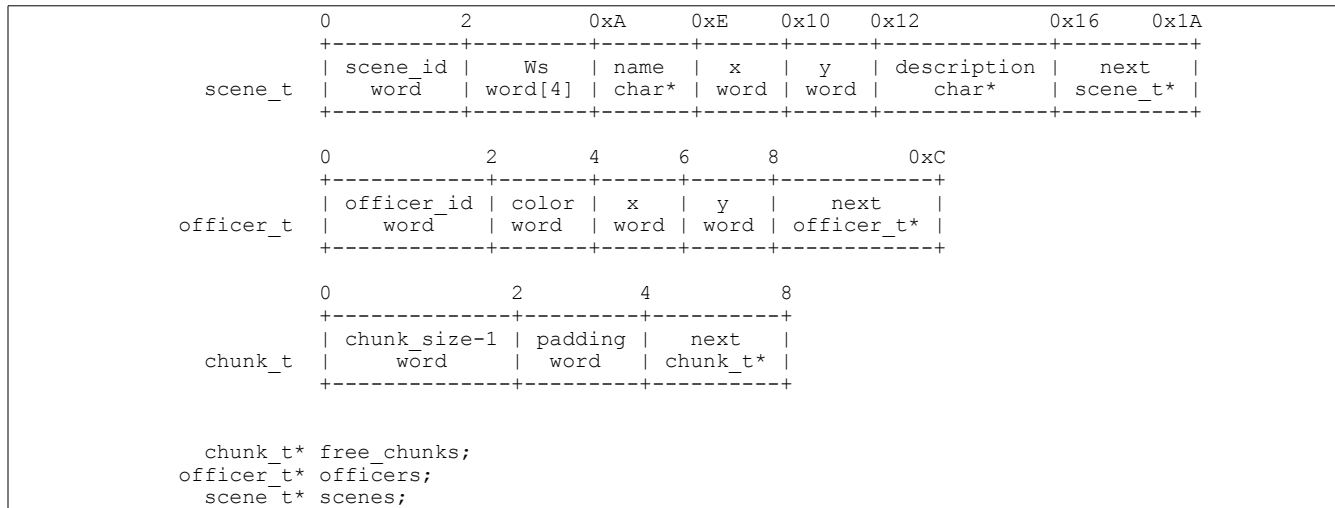 0 2 0xA 0xE 0x10 0x12 0x16 0x1A
+----------+---------+-------+------+------+-------------+----------+
| scene_id | Ws | name | x | y | description | next |
scene_t | word | word[4] | char* | word | word | char* | scene_t* |
+----------+---------+-------+------+------+-------------+----------+
0 2 4 6 8 0xC
+------------+-------+------+------+------------+
| officer_id | color | x | y | next |
officer_t | word | word | word | word | officer_t* |
+------------+-------+------+------+------------+
0 2 4 8
+--------------+---------+----------+
| chunk_size-1 | padding | next |
chunk_t | word | word | chunk_t* |
+--------------+---------+----------+
chunk_t* free_chunks;
officer_t* officers;
scene_t* scenes;